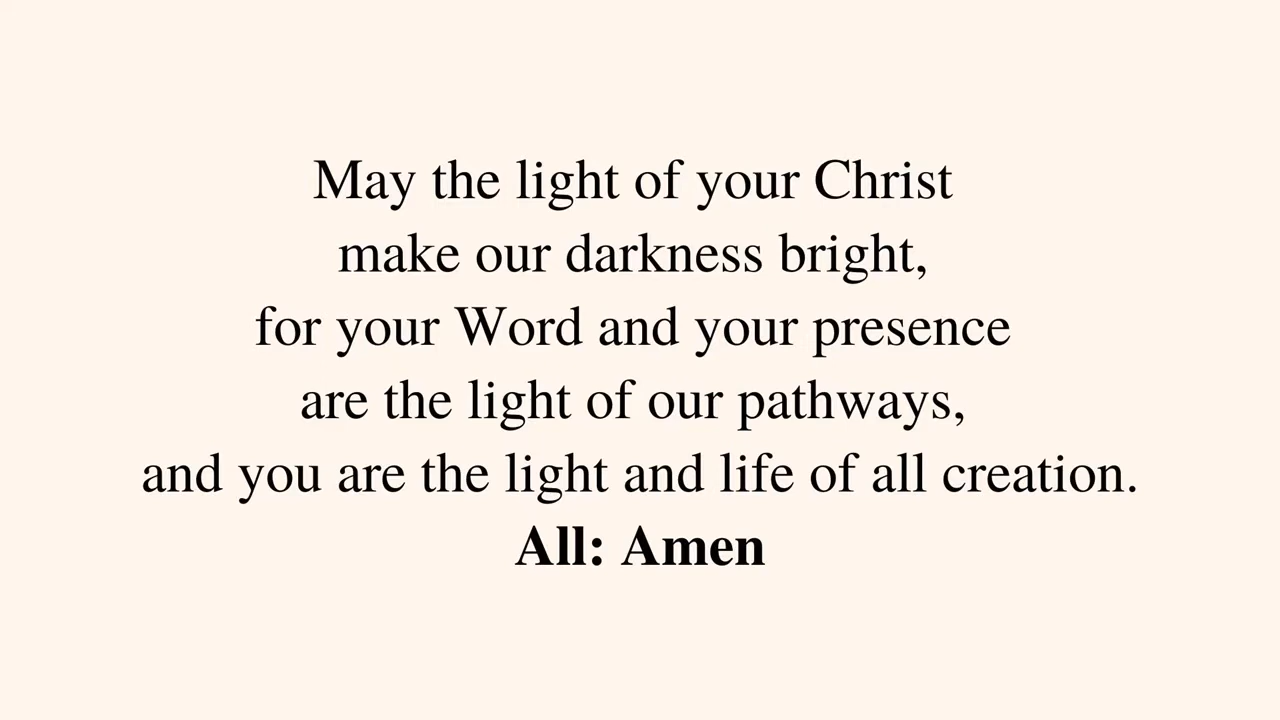 May the light of your Christ
make our darkness bright,
for your Word and your presence
are the light of our pathways,
and you are the light and life of all creation.
All: Amen